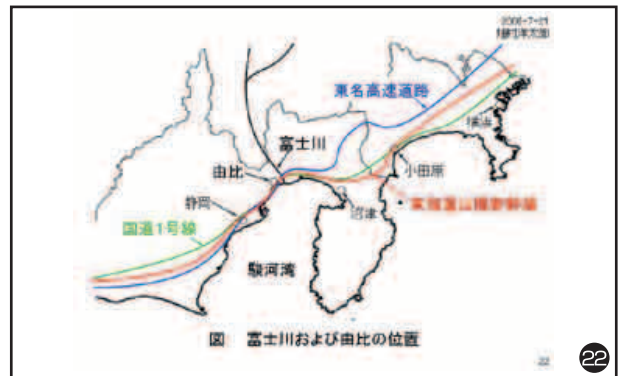 2006-7-21
東名高速道路
富士川
横浜
由比
小田原
静岡
沼津
東海道山陽新幹線
国道1号線
駿河湾
図 富士川および由比の位置
22
22